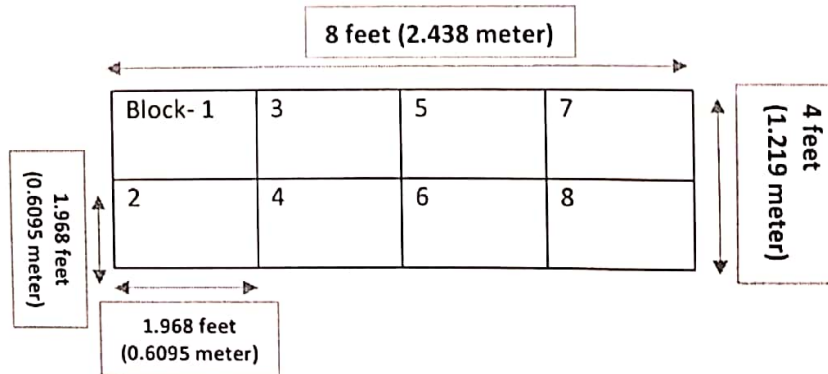 8 feet (2.438 meter)
Block- 1
3
5
7
4 feet
(1.219 meter)
1.968 feet
(0.6095 meter)
2
4
6
8
1.968 feet
(0.6095 meter)